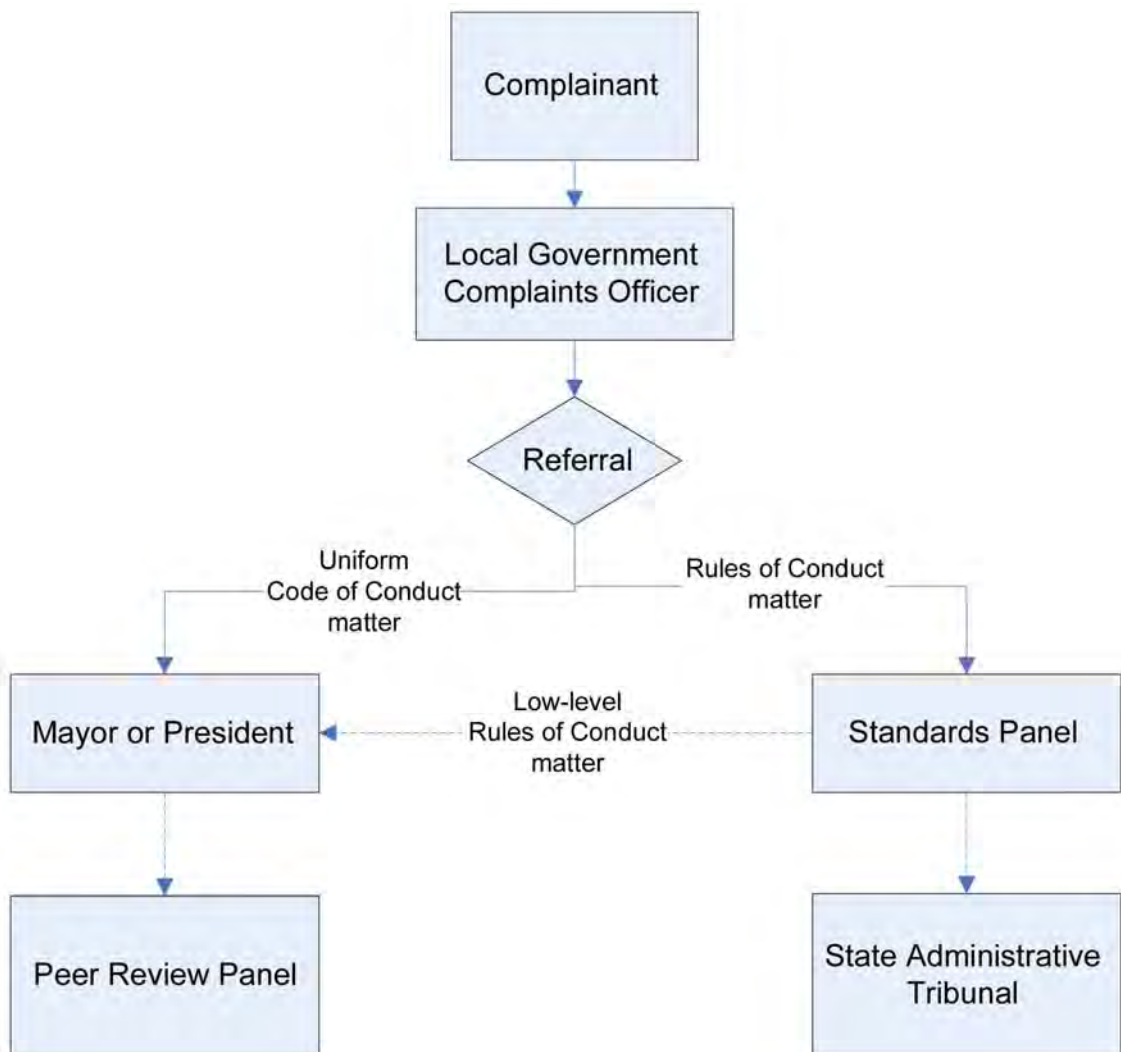 Complainant
Local Government
Complaints Officer
Referral
Uniform
Code of Conduct
matter
Rules of Conduct
matter
Mayor or President
Low-level
Rules of Conduct
matter
Standards Panel
Peer Review Panel
State Administrative
Tribunal